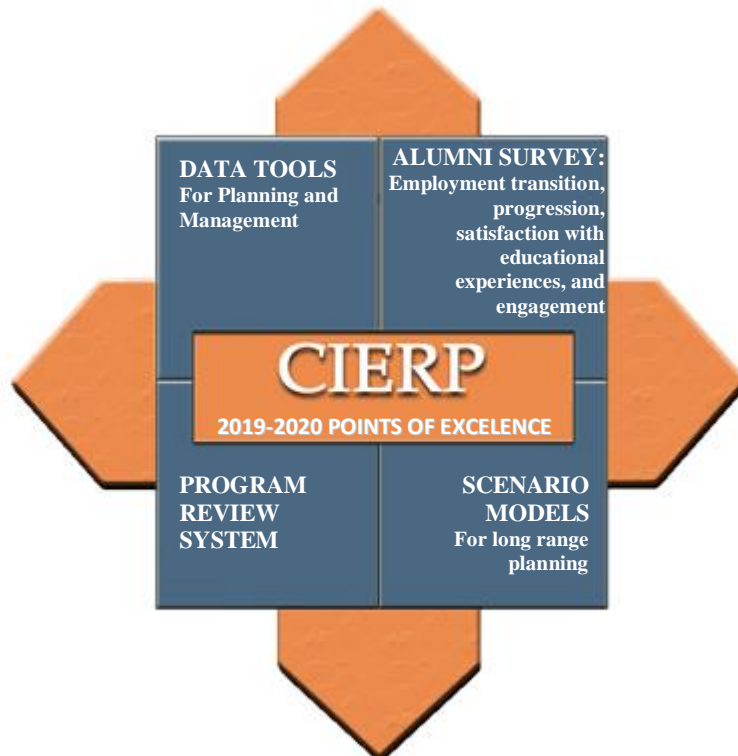 DATA TOOLS
For Planning and
Management
ALUMNI SURVEY:
Employment transition,
progression,
satisfaction with
educational
experiences, and
engagement
CIERP
2019-2020 POINTS OF EXCELENCE
PROGRAM
REVIEW
SYSTEM
SCENARIO
MODELS
For long range
planning